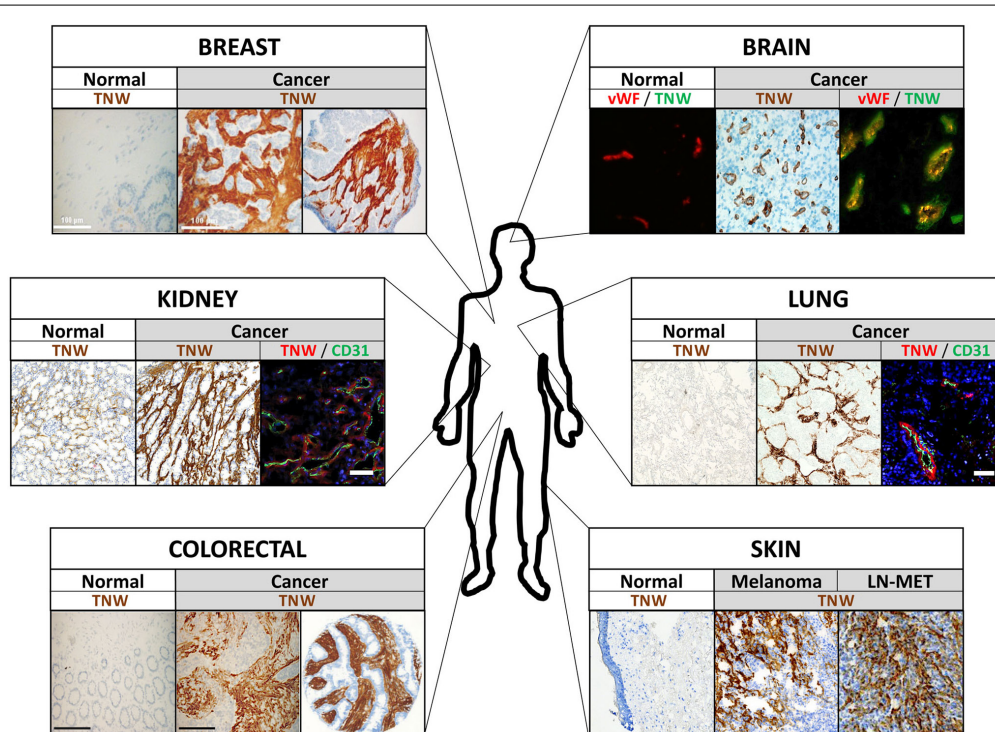 BREAST
Normal Cancer
TNW TNW
100 µm 100 µm
BRAIN
Normal Cancer
vWF / TNW TNW vWF / TNW
KIDNEY
Normal Cancer
TNW TNW TNW / CD31
LUNG
Normal Cancer
TNW TNW TNW / CD31
COLORECTAL
Normal Cancer
TNW TNW
SKIN
Normal Melanoma LN-MET
TNW TNW